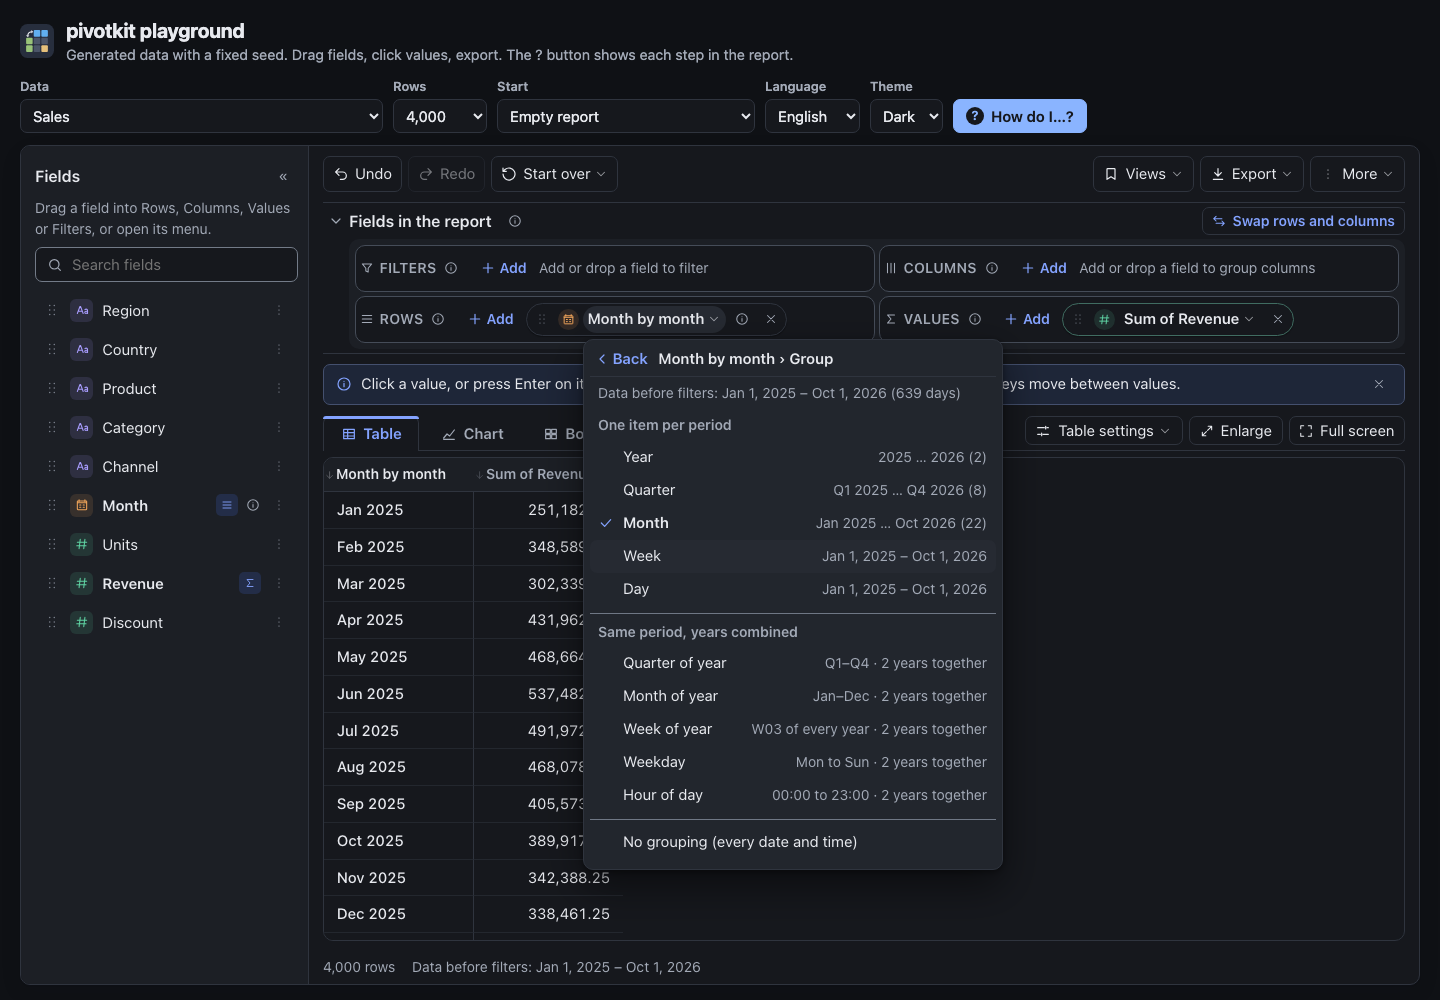 pivotkit playground
Generated data with a fixed seed. Drag fields, click values, export. The ? button shows each step in the report.
Data
Rows
Start
Language
Theme
Sales
4,000
Empty report
English
Dark
? How do I...?
Fields
«
Drag a field into Rows, Columns, Values
or Filters, or open its menu.
Search fields
Aa Region
Aa Country
Aa Product
Aa Category
Aa Channel
Month
# Units
# Revenue Σ
# Discount
Undo
Redo
Start over
Views
Export
More
Fields in the report
Swap rows and columns
FILTERS
+ Add
Add or drop a field to filter
COLUMNS
+ Add
Add or drop a field to group columns
ROWS
+ Add
Month by month
Σ VALUES
+ Add
# Sum of Revenue
Click a value, or press Enter on it
eys move between values.
Table
Chart
Bo
Table settings
Enlarge
Full screen
↓ Month by month
↓ Sum of Revenu
Jan 2025 251,182
Feb 2025 348,589
Mar 2025 302,339
Apr 2025 431,962
May 2025 468,664
Jun 2025 537,482
Jul 2025 491,972
Aug 2025 468,078
Sep 2025 405,573
Oct 2025 389,917
Nov 2025 342,388.25
Dec 2025 338,461.25
Back
Month by month › Group
Data before filters: Jan 1, 2025 – Oct 1, 2026 (639 days)
One item per period
Year 2025 … 2026 (2)
Quarter Q1 2025 … Q4 2026 (8)
Month Jan 2025 … Oct 2026 (22)
Week Jan 1, 2025 – Oct 1, 2026
Day Jan 1, 2025 – Oct 1, 2026
Same period, years combined
Quarter of year Q1–Q4 · 2 years together
Month of year Jan–Dec · 2 years together
Week of year W03 of every year · 2 years together
Weekday Mon to Sun · 2 years together
Hour of day 00:00 to 23:00 · 2 years together
No grouping (every date and time)
4,000 rows
Data before filters: Jan 1, 2025 – Oct 1, 2026